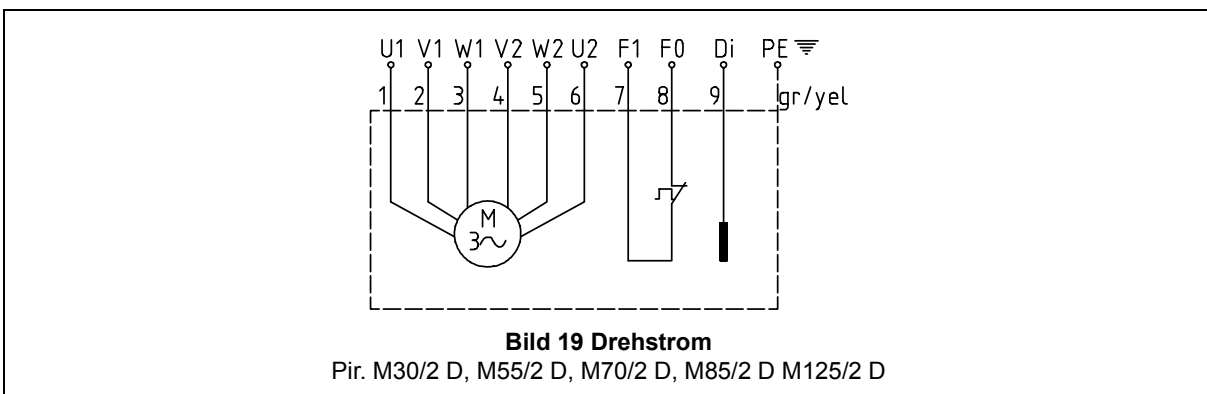 U1 V1 W1 V2 W2 U2 F1 F0 Di PE
1 2 3 4 5 6 7 8 9 gr/yel
M
3
Bild 19 Drehstrom
Pir. M30/2 D, M55/2 D, M70/2 D, M85/2 D M125/2 D